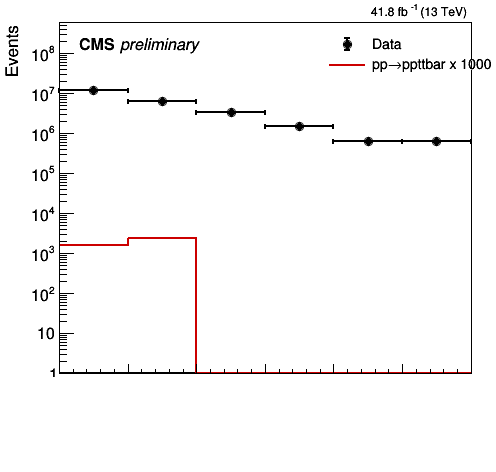 41.8 fb⁻¹ (13 TeV)
Events
CMS preliminary
Data
pp→ppttbar x 1000
10⁸
10⁷
10⁶
10⁵
10⁴
10³
10²
10
1